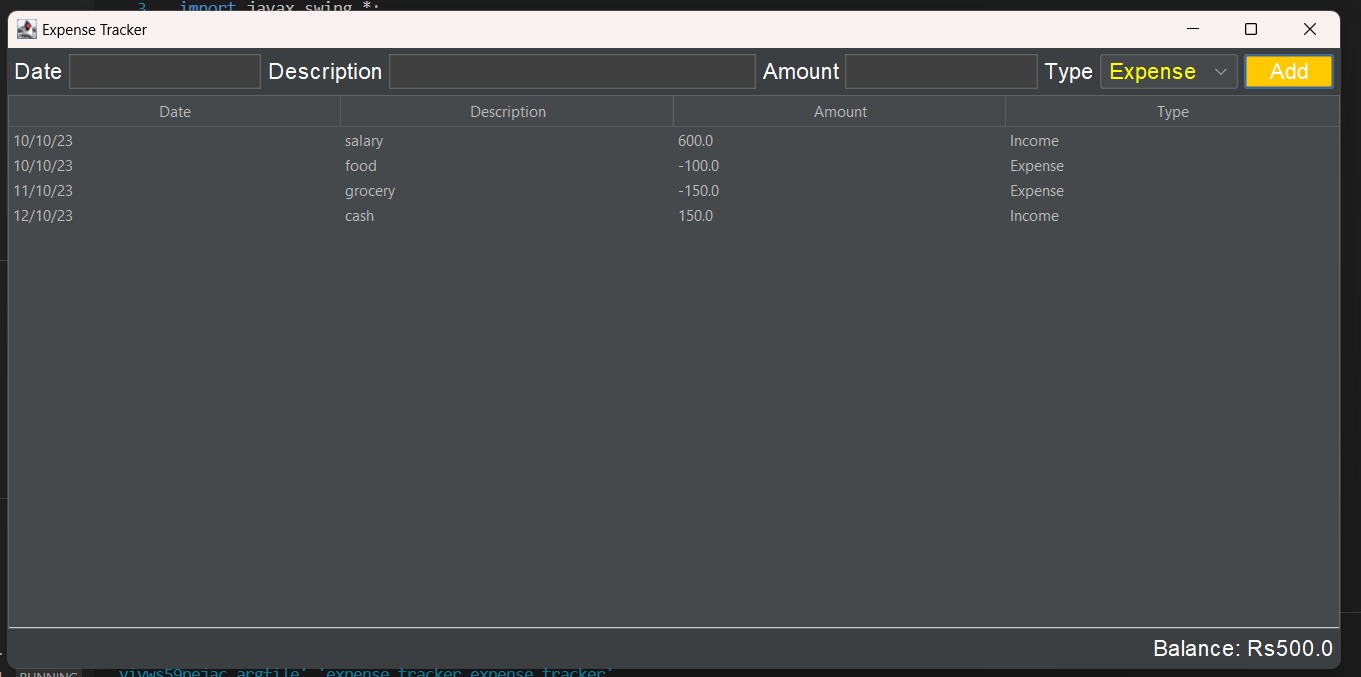 3 import javax.swing.*;
Expense Tracker
Date Description Amount Type Expense Add
Date Description Amount Type
10/10/23 salary 600.0 Income
10/10/23 food -100.0 Expense
11/10/23 grocery -150.0 Expense
12/10/23 cash 150.0 Income
Balance: Rs500.0
RUNNING 'expense_tracker.expense_tracker'